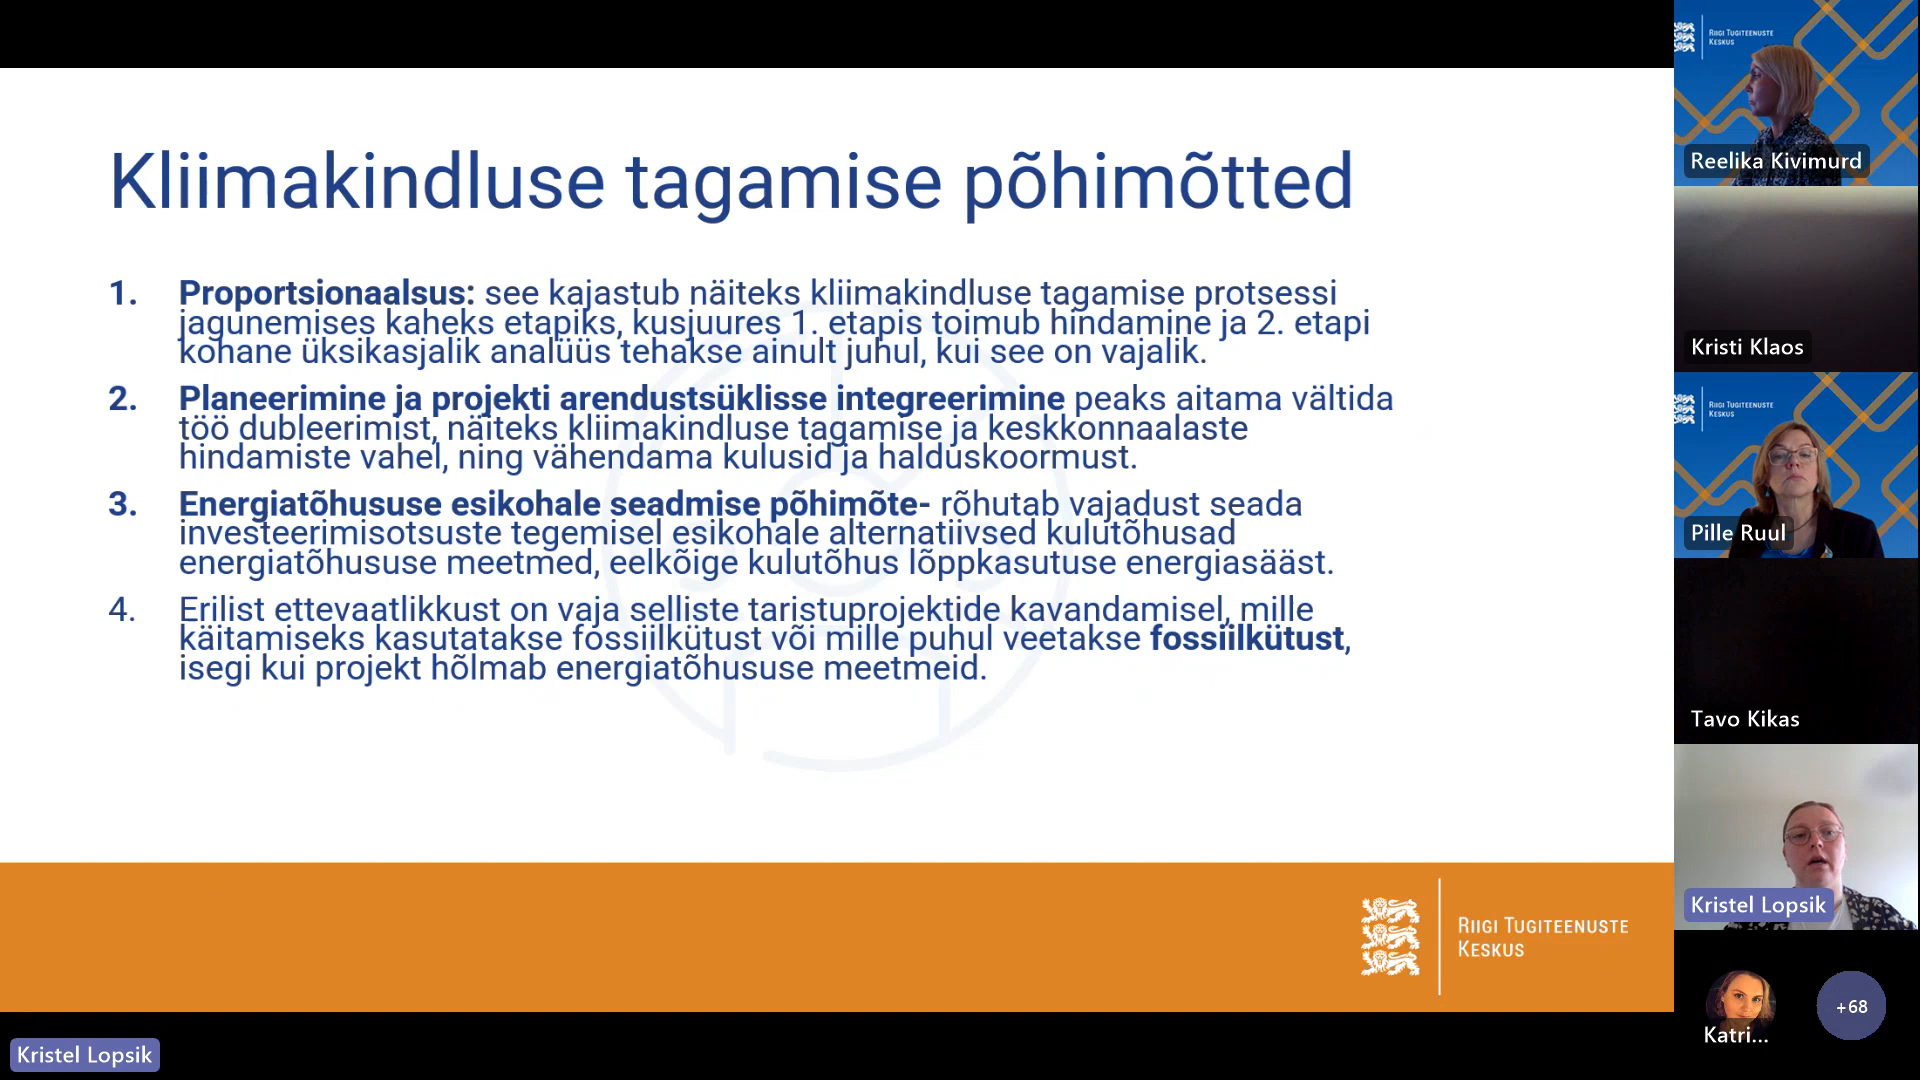 Kliimakindluse tagamise põhimõtted
1. Proportsionaalsus: see kajastub näiteks kliimakindluse tagamise protsessi
jagunemises kaheks etapiks, kusjuures 1. etapis toimub hindamine ja 2. etapi
kohane üksikasjalik analüüs tehakse ainult juhul, kui see on vajalik.
2. Planeerimine ja projekti arendustsüklisse integreerimine peaks aitama vältida
töö dubleerimist, näiteks kliimakindluse tagamise ja keskkonnaalaste
hindamiste vahel, ning vähendama kulusid ja halduskoormust.
3. Energiatõhususe esikohale seadmise põhimõte- rõhutab vajadust seada
investeerimisotsuste tegemisel esikohale alternatiivsed kulutõhusad
energiatõhususe meetmed, eelkõige kulutõhus lõppkasutuse energiasääst.
4. Erilist ettevaatlikkust on vaja selliste taristuprojektide kavandamisel, mille
käitamiseks kasutatakse fossiilkütust või mille puhul veetakse fossiilkütust,
isegi kui projekt hõlmab energiatõhususe meetmeid.
RIIGI TUGITEENUSTE
KESKUS
Kristel Lopsik
RIIGI TUGITEENUSTE
KESKUS
Reelika Kivimurd
Kristi Klaos
RIIGI TUGITEENUSTE
KESKUS
Pille Ruul
Tavo Kikas
Kristel Lopsik
Katri...
+68